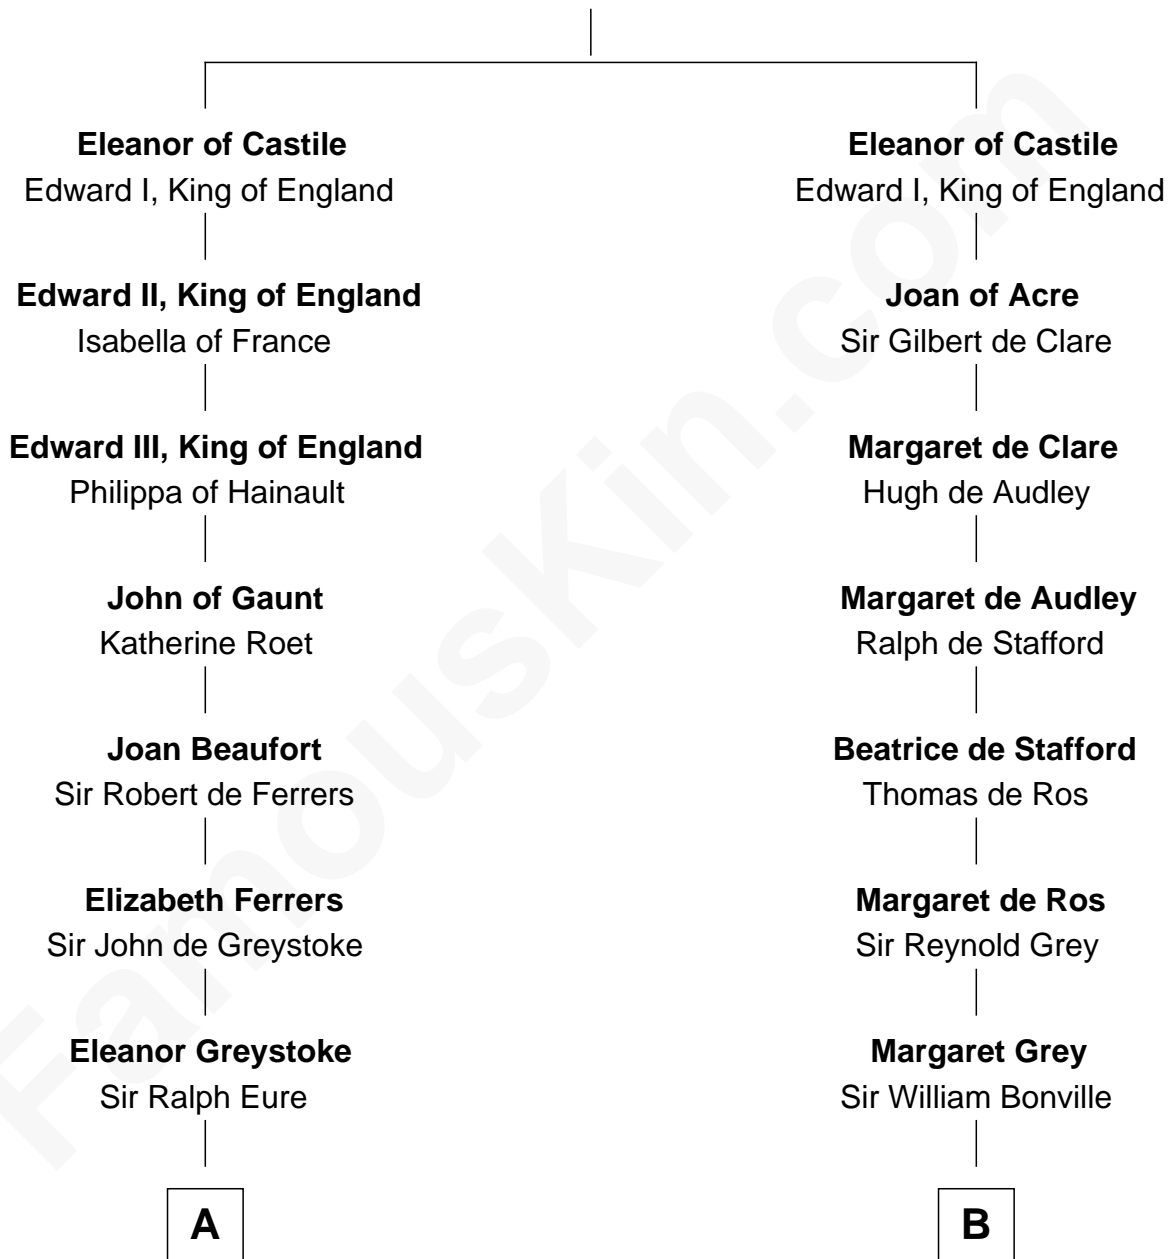 Eleanor of Castile
Edward I, King of England
Edward II, King of England
Isabella of France
Edward III, King of England
Philippa of Hainault
John of Gaunt
Katherine Roet
Joan Beaufort
Sir Robert de Ferrers
Elizabeth Ferrers
Sir John de Greystoke
Eleanor Greystoke
Sir Ralph Eure
A
Eleanor of Castile
Edward I, King of England
Joan of Acre
Sir Gilbert de Clare
Margaret de Clare
Hugh de Audley
Margaret de Audley
Ralph de Stafford
Beatrice de Stafford
Thomas de Ros
Margaret de Ros
Sir Reynold Grey
Margaret Grey
Sir William Bonville
B
FamousKin.com